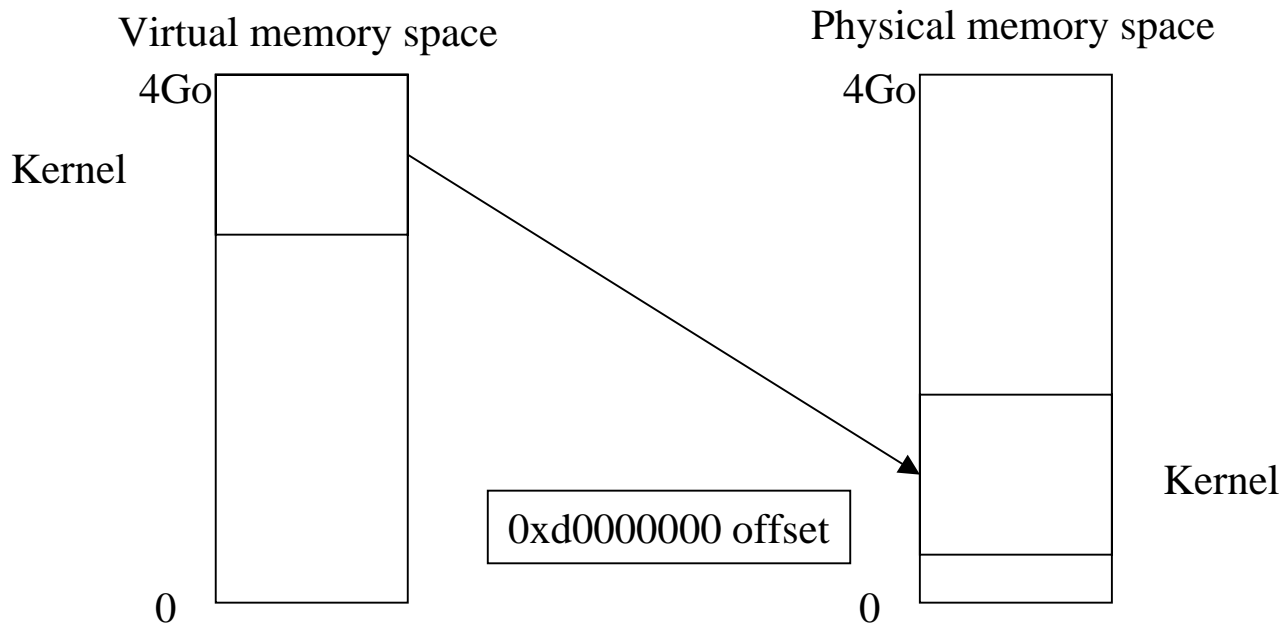 Virtual memory space
Physical memory space
4Go
4Go
Kernel
Kernel
0xd0000000 offset
0
0